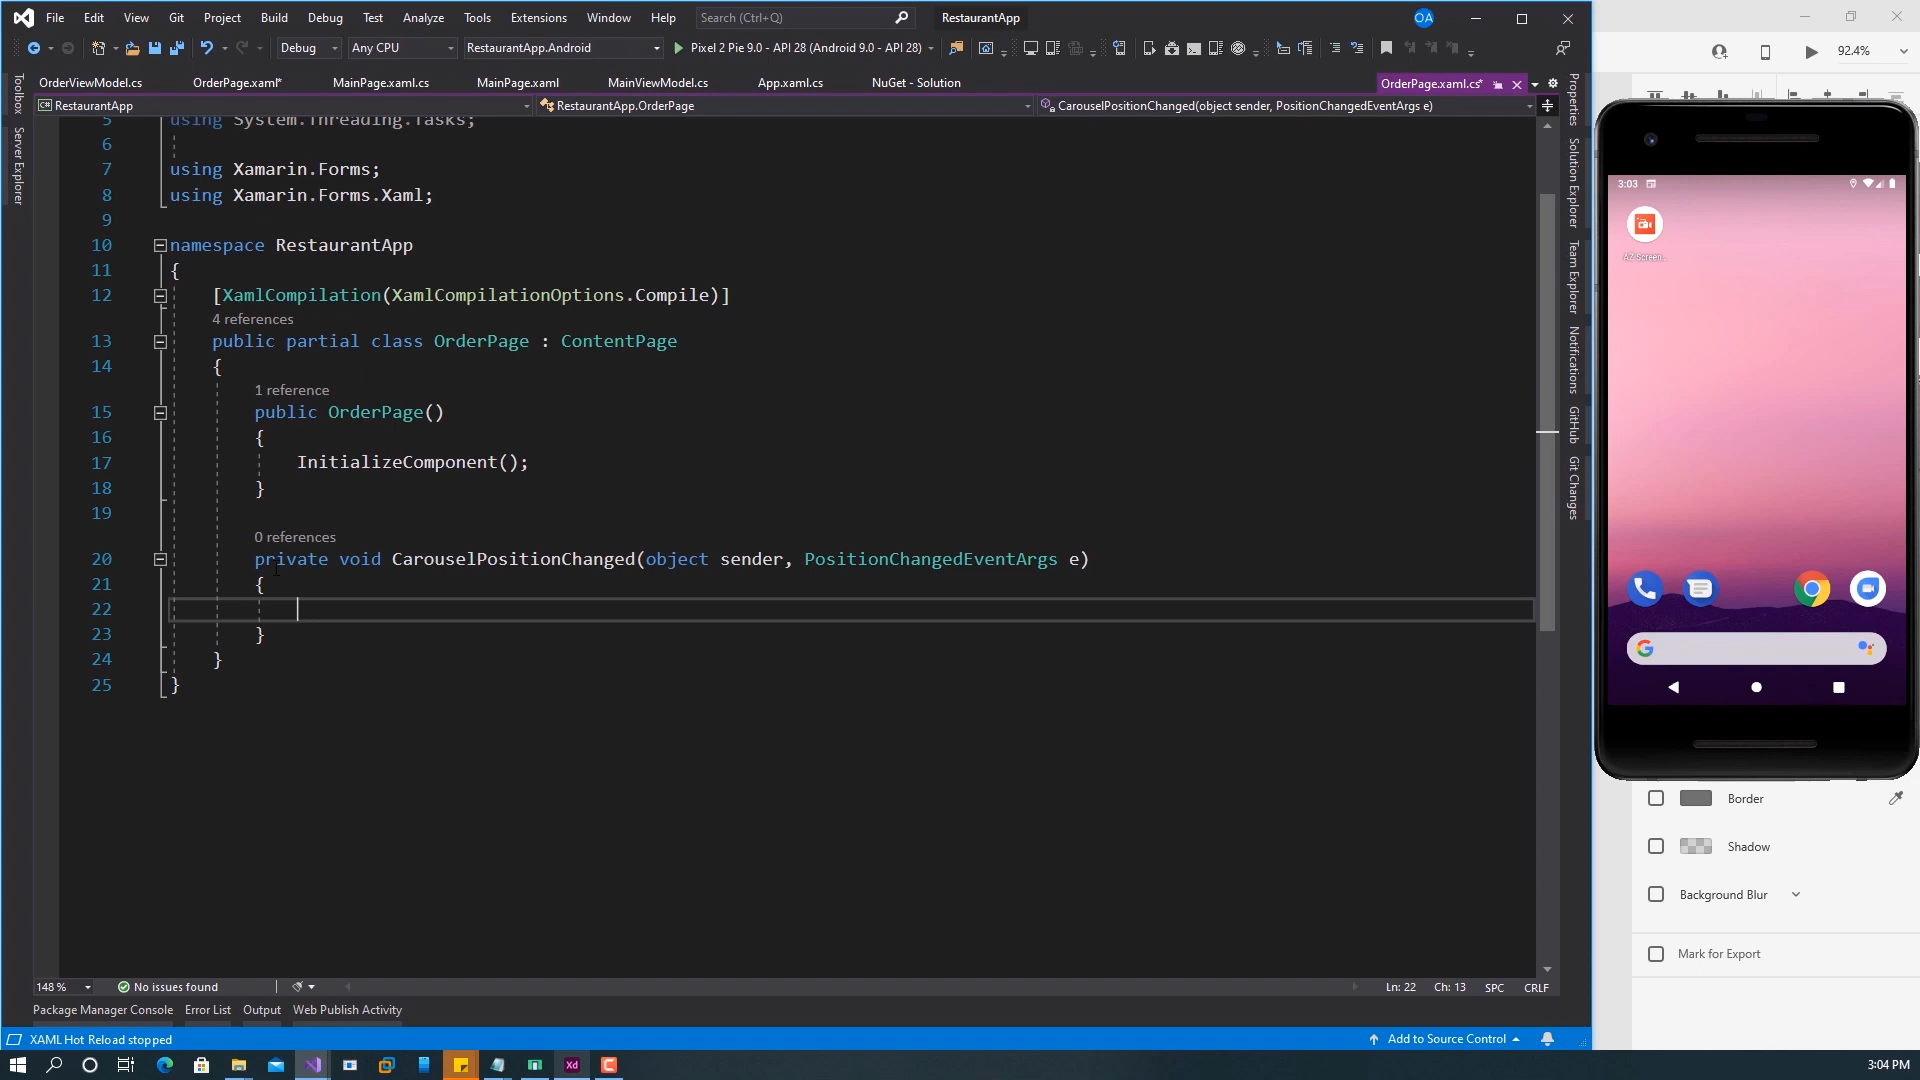 File Edit View Git Project Build Debug Test Analyze Tools Extensions Window Help Search (Ctrl+Q) RestaurantApp OA
Debug Any CPU RestaurantApp.Android Pixel 2 Pie 9.0 - API 28 (Android 9.0 - API 28) 92.4%
OrderViewModel.cs OrderPage.xaml* MainPage.xaml.cs MainPage.xaml MainViewModel.cs App.xaml.cs NuGet - Solution OrderPage.xaml.cs*
C# RestaurantApp RestaurantApp.OrderPage CarouselPositionChanged(object sender, PositionChangedEventArgs e)
Toolbox
Server Explorer
5 using System.Threading.Tasks;
6
7 using Xamarin.Forms;
8 using Xamarin.Forms.Xaml;
9
10 namespace RestaurantApp
11 {
12 [XamlCompilation(XamlCompilationOptions.Compile)]
4 references
13 public partial class OrderPage : ContentPage
14 {
1 reference
15 public OrderPage()
16 {
17 InitializeComponent();
18 }
19
0 references
20 private void CarouselPositionChanged(object sender, PositionChangedEventArgs e)
21 {
22
23 }
24 }
25 }
Properties
Solution Explorer
Team Explorer
Notifications
GitHub
Git Changes
3:03
AZ Screen...
G
Border
Shadow
Background Blur
Mark for Export
148 % No issues found Ln: 22 Ch: 13 SPC CRLF
Package Manager Console Error List Output Web Publish Activity
XAML Hot Reload stopped Add to Source Control
Xd 3:04 PM